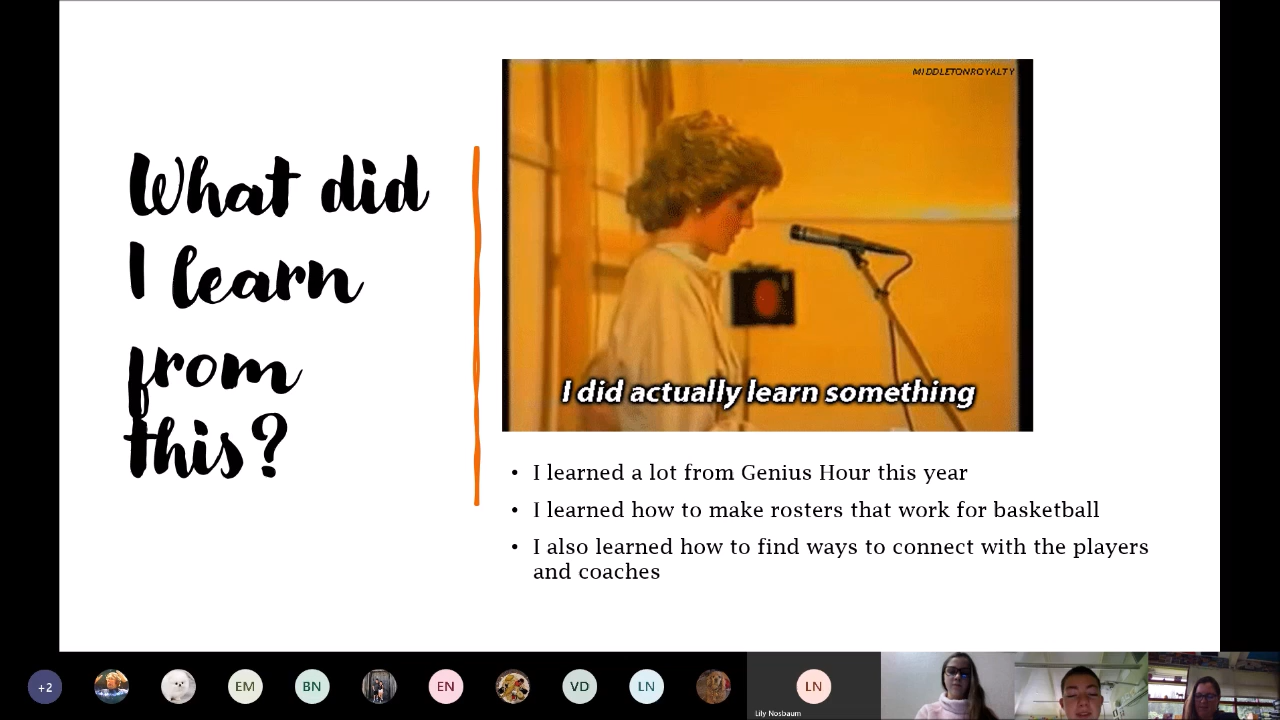 What did
I learn
from
this?
MIDDLETONROYALTY
I did actually learn something
• I learned a lot from Genius Hour this year
• I learned how to make rosters that work for basketball
• I also learned how to find ways to connect with the players
and coaches
+2
EM
BN
EN
VD
LN
LN
Lily Nosbaum